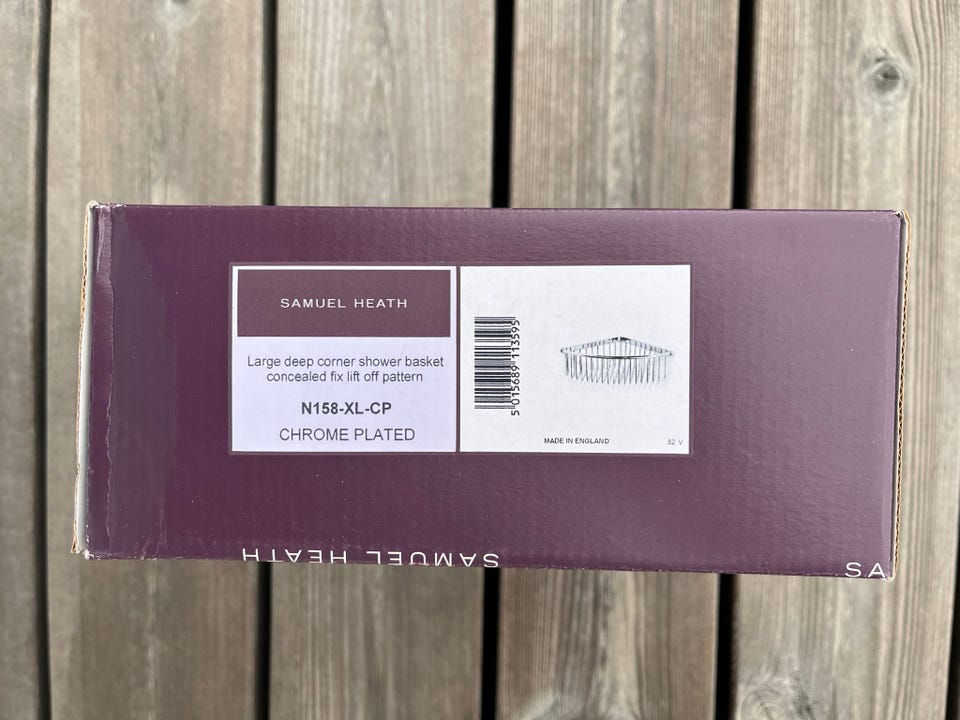 SAMUEL HEATH
Large deep corner shower basket
concealed fix lift off pattern
N158-XL-CP
CHROME PLATED
5 015689 113595
MADE IN ENGLAND
52 V
SAMUEL HEATH
SA